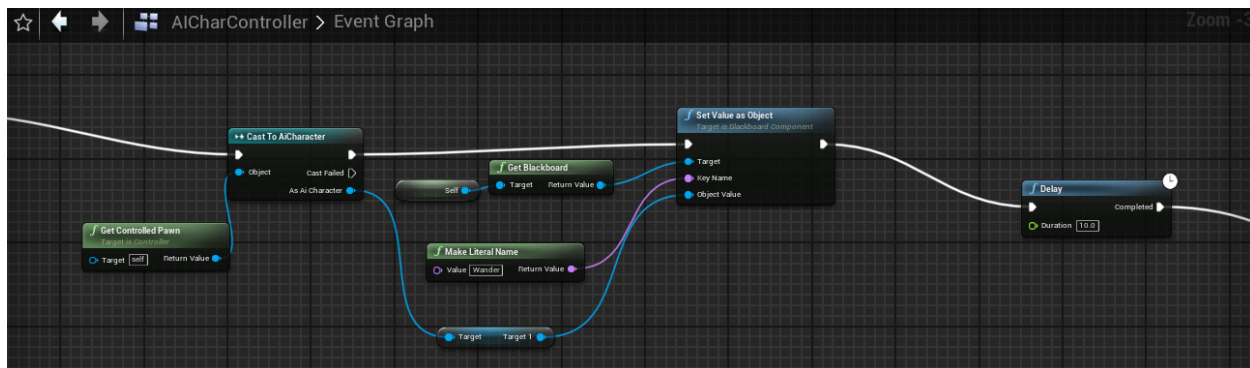 AICharController > Event Graph
Zoom -3
Cast To AiCharacter
Object
Cast Failed
As Ai Character
Get Controlled Pawn
Target is Controller
Target self
Return Value
Self
Get Blackboard
Target
Return Value
Make Literal Name
Value Wander
Return Value
Target
Target 1
Set Value as Object
Target is Blackboard Component
Target
Key Name
Object Value
Delay
Completed
Duration 10.0